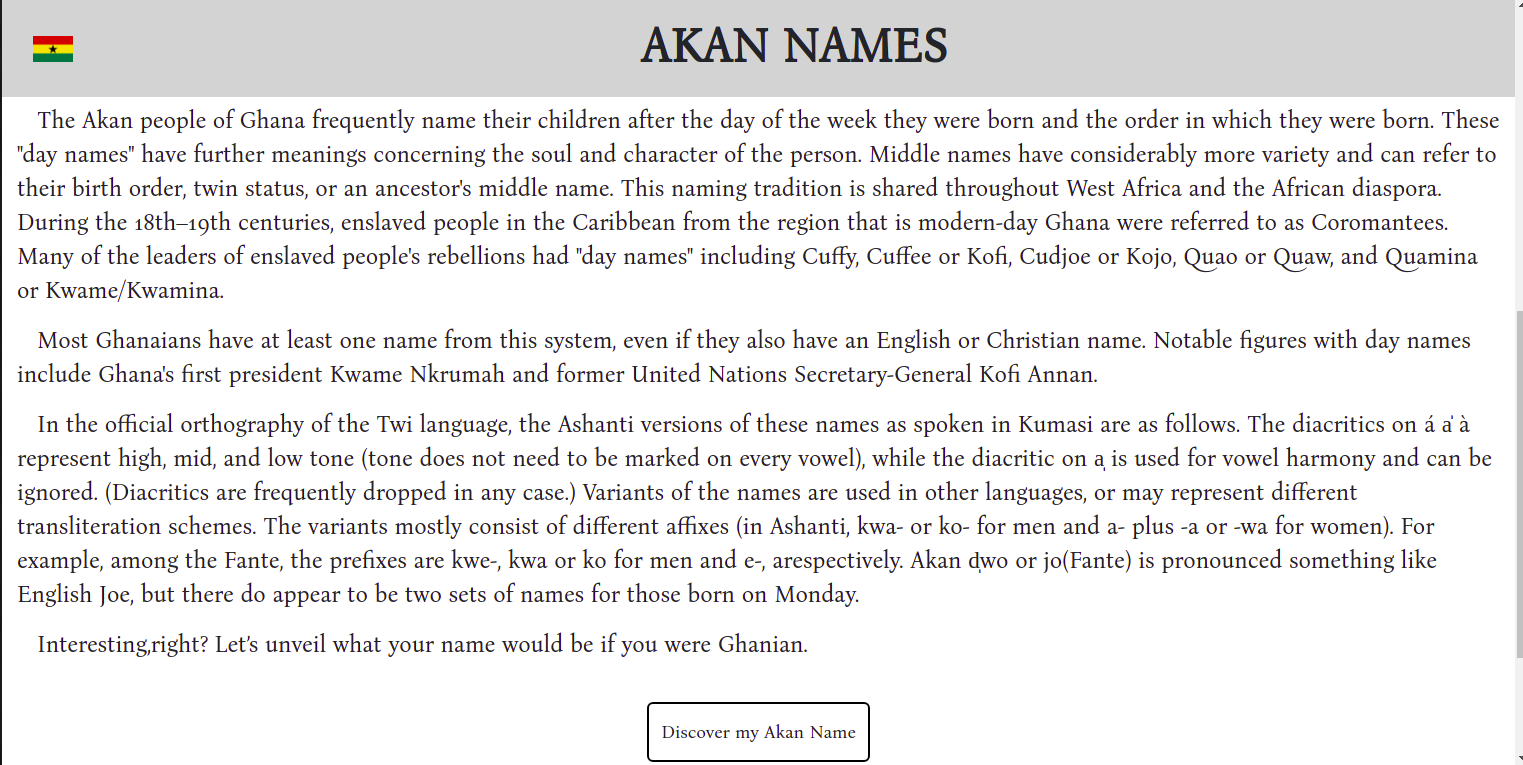 AKAN NAMES
The Akan people of Ghana frequently name their children after the day of the week they were born and the order in which they were born. These
"day names" have further meanings concerning the soul and character of the person. Middle names have considerably more variety and can refer to
their birth order, twin status, or an ancestor's middle name. This naming tradition is shared throughout West Africa and the African diaspora.
During the 18th–19th centuries, enslaved people in the Caribbean from the region that is modern-day Ghana were referred to as Coromantees.
Many of the leaders of enslaved people's rebellions had "day names" including Cuffy, Cuffee or Kofi, Cudjoe or Kojo, Quao or Quaw, and Quamina
or Kwame/Kwamina.
Most Ghanaians have at least one name from this system, even if they also have an English or Christian name. Notable figures with day names
include Ghana's first president Kwame Nkrumah and former United Nations Secretary-General Kofi Annan.
In the official orthography of the Twi language, the Ashanti versions of these names as spoken in Kumasi are as follows. The diacritics on á a̍ à
represent high, mid, and low tone (tone does not need to be marked on every vowel), while the diacritic on a̩ is used for vowel harmony and can be
ignored. (Diacritics are frequently dropped in any case.) Variants of the names are used in other languages, or may represent different
transliteration schemes. The variants mostly consist of different affixes (in Ashanti, kwa- or ko- for men and a- plus -a or -wa for women). For
example, among the Fante, the prefixes are kwe-, kwa or ko for men and e-, arespectively. Akan d̩wo or jo(Fante) is pronounced something like
English Joe, but there do appear to be two sets of names for those born on Monday.
Interesting,right? Let's unveil what your name would be if you were Ghanian.
Discover my Akan Name